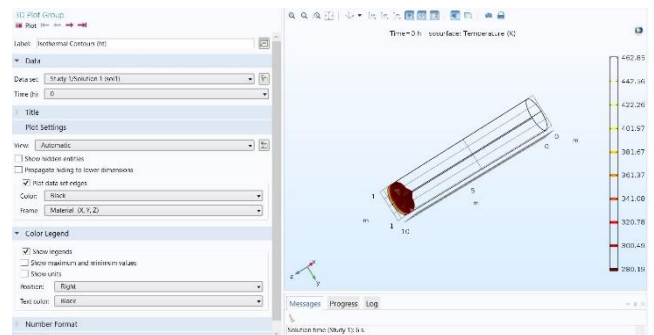 3D Plot Group
Plot
Label: Isothermal Contours (ht)
Data
Data set: Study 1/Solution 1 (sol1)
Time (h): 0
Title
Plot Settings
View: Automatic
Show hidden entities
Propagate hiding to lower dimensions
Plot data set edges
Color: Black
Frame: Material (X, Y, Z)
Color Legend
Show legends
Show maximum and minimum values
Show units
Position: Right
Text color: Black
Number Format
Time=0 h sosurface: Temperature (K)
462.85
442.56
422.26
401.97
381.67
361.37
341.08
320.78
300.49
280.19
0
0
m
5
m
1
m
1
10
x
z
y
Messages Progress Log
Solution time (Study 1): 6 s.